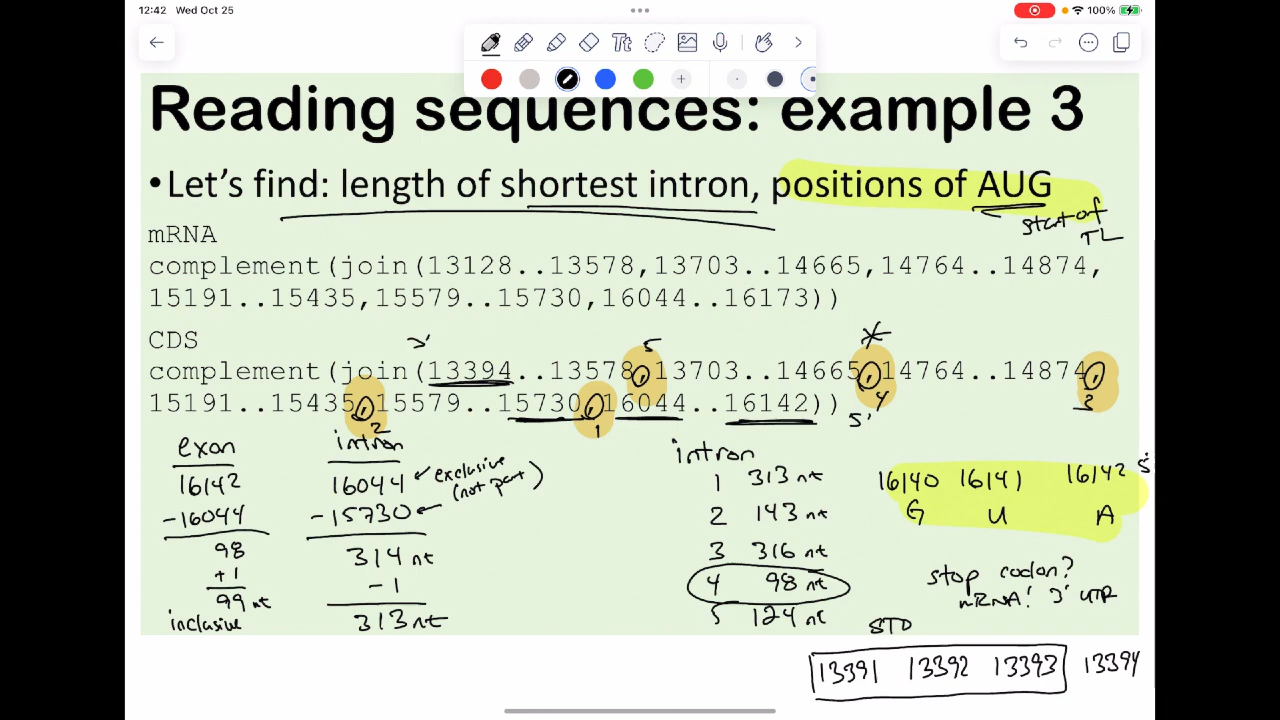 12:42 Wed Oct 25
100%
Tt
Reading sequences: example 3
•Let's find: length of shortest intron, positions of AUG
start of
TL
mRNA
complement(join(13128..13578,13703..14665,14764..14874,
15191..15435,15579..15730,16044..16173))
CDS
3' 5 *
complement(join(13394..13578,13703..14665,14764..14874,
4 3
15191..15435,15579..15730,16044..16142)) 5'
2 1
exon intron intron
16142 16044 ← exclusive (not part)
-16044 -15730 ←
98 314 nt
+1 -1
99 nt 313 nt
inclusive
1 313 nt
2 143 nt
3 316 nt
4 98 nt
5 124 nt
16140 16141 16142 5'
G U A
stop codon?
mRNA! 3' UTR
STD
13391 13392 13393 13394